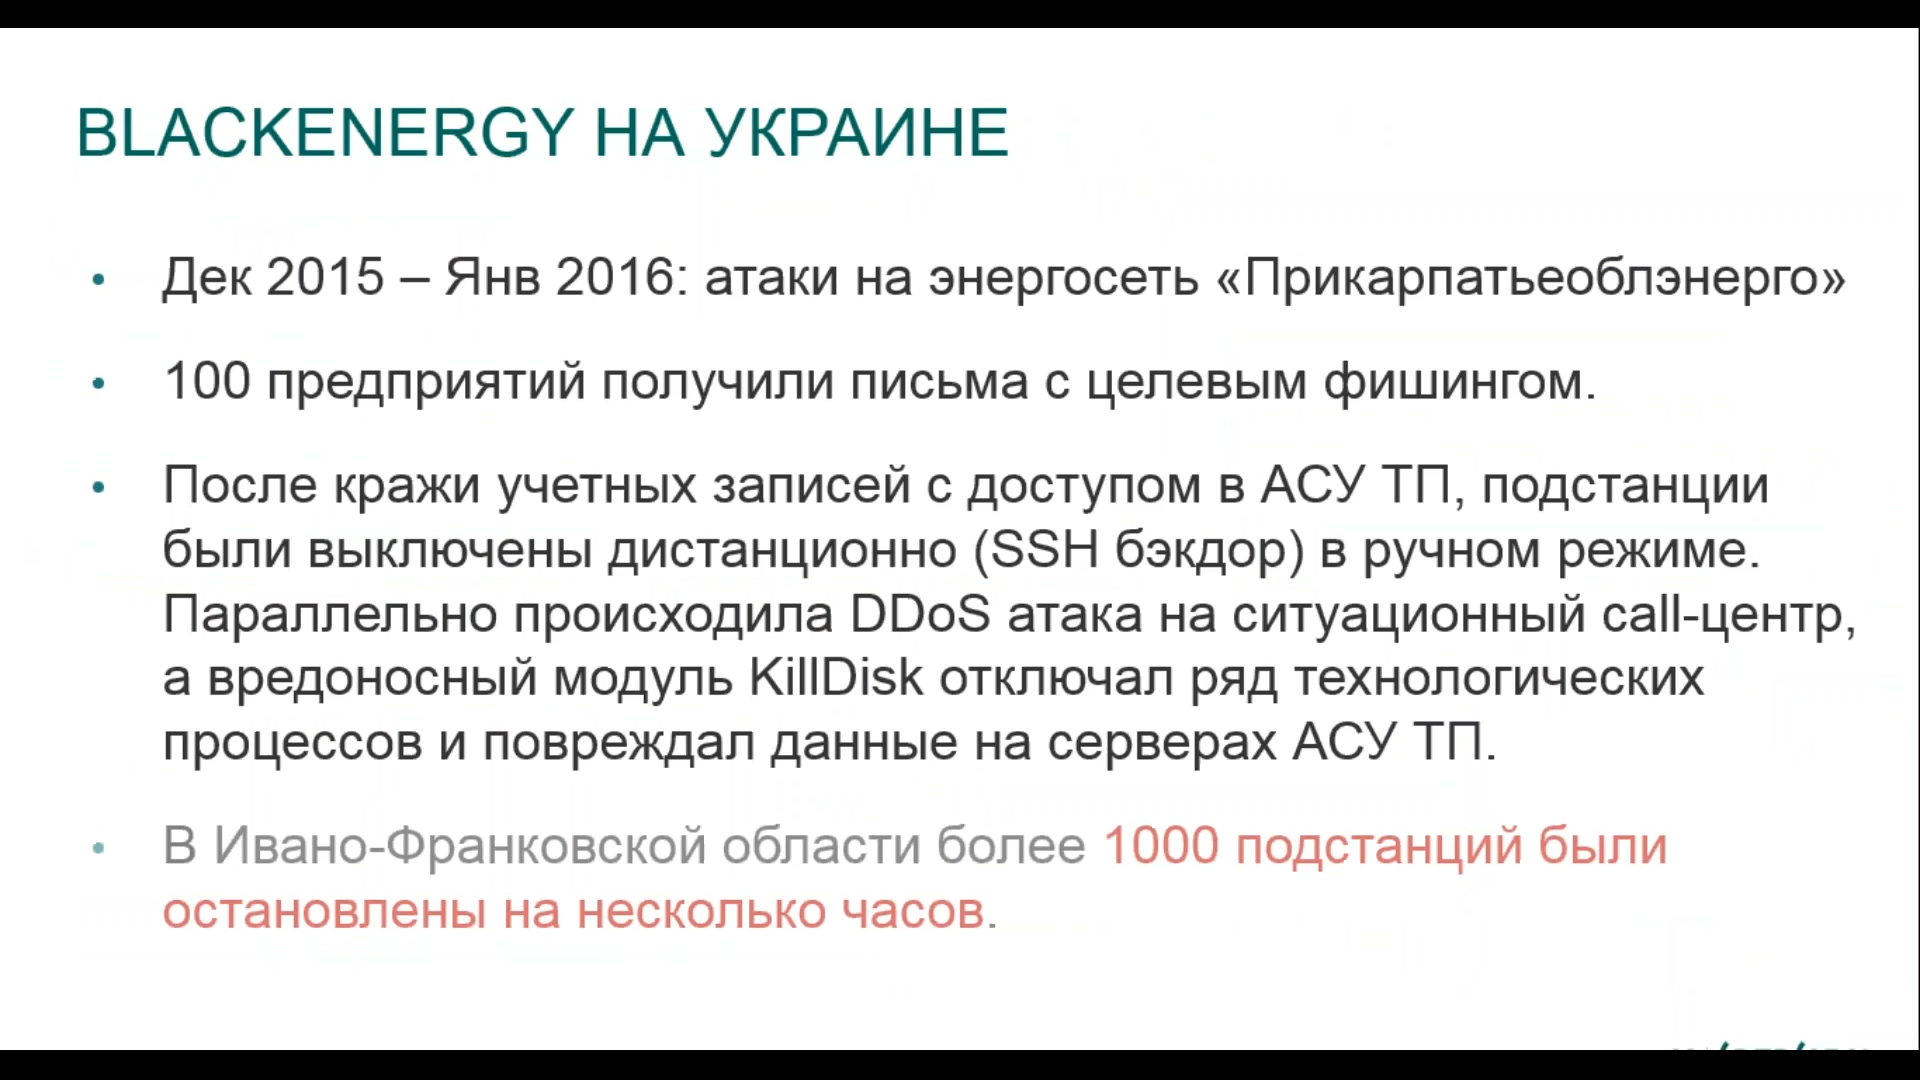 BLACKENERGY НА УКРАИНЕ
• Дек 2015 – Янв 2016: атаки на энергосеть «Прикарпатьеоблэнерго»
• 100 предприятий получили письма с целевым фишингом.
• После кражи учетных записей с доступом в АСУ ТП, подстанции
были выключены дистанционно (SSH бэкдор) в ручном режиме.
Параллельно происходила DDoS атака на ситуационный call-центр,
а вредоносный модуль KillDisk отключал ряд технологических
процессов и повреждал данные на серверах АСУ ТП.
• В Ивано-Франковской области более 1000 подстанций были
остановлены на несколько часов.